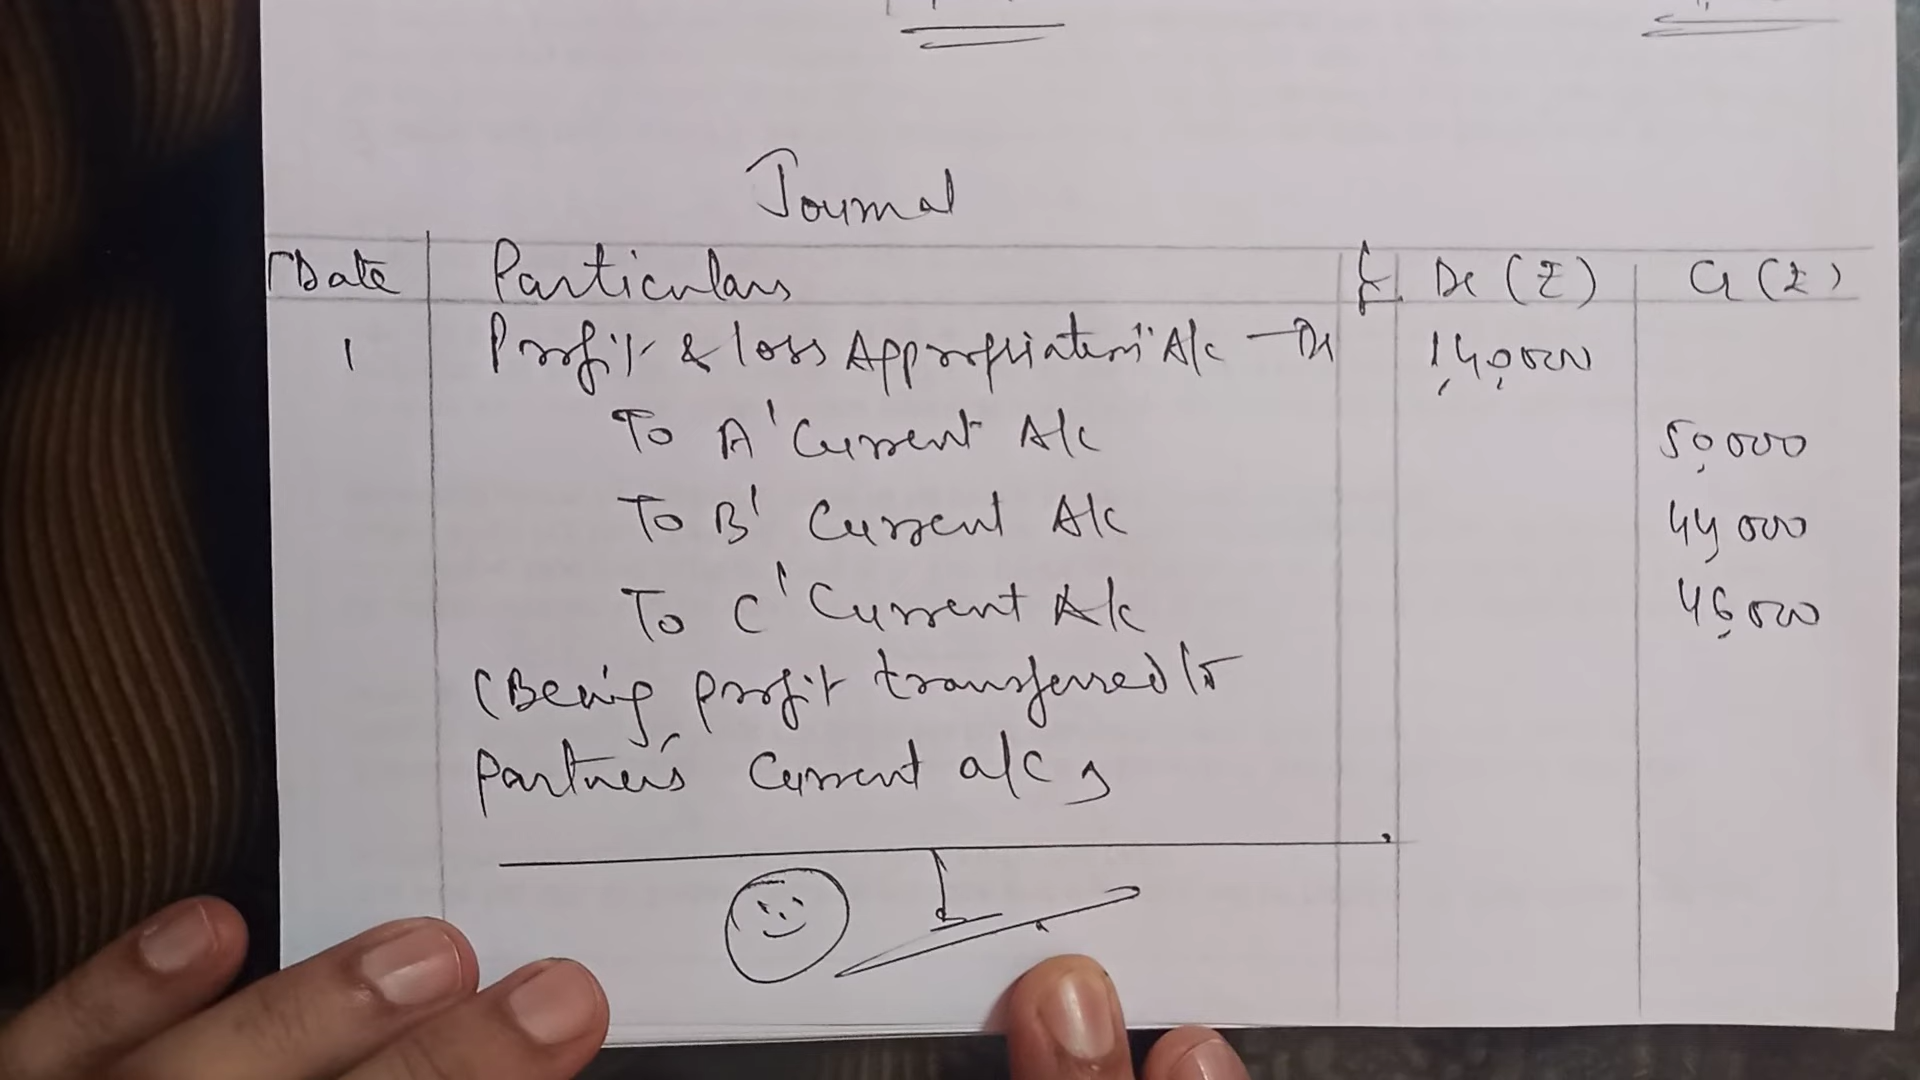 Journal
Date Particulars L.F. Dr (₹) Cr (₹)
1 Profit & loss Appropriation A/c - Dr 1,40,000
To A' Current A/c 50,000
To B' Current A/c 44,000
To C' Current A/c 46,000
(Being profit transferred to
partner's current a/c s